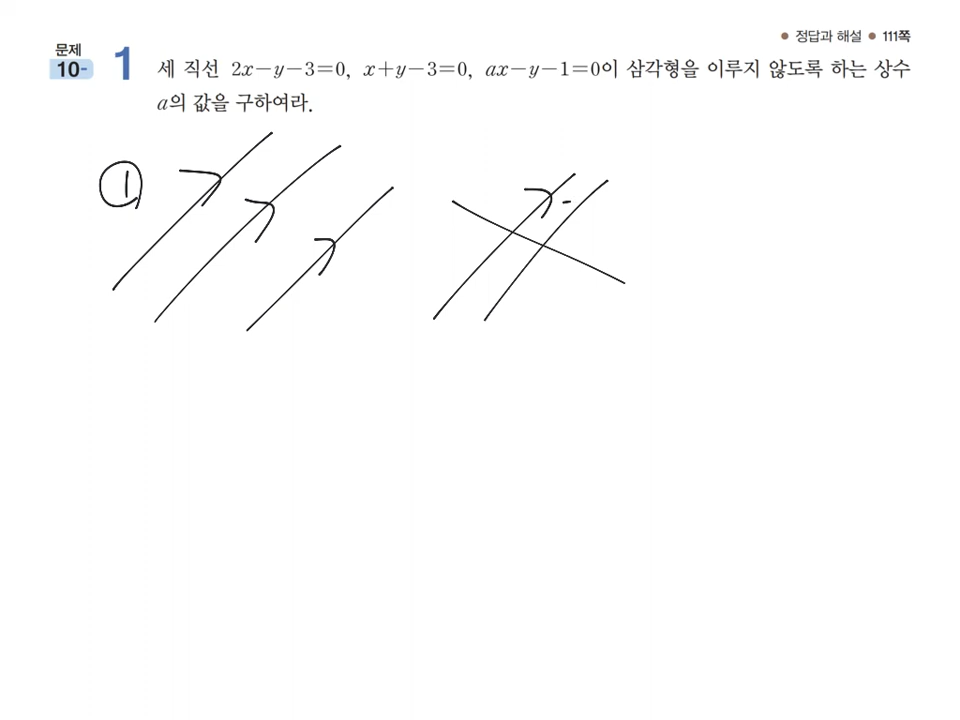 ● 정답과 해설 ● 111쪽
문제
10- 1 세 직선 2x-y-3=0, x+y-3=0, ax-y-1=0이 삼각형을 이루지 않도록 하는 상수
a의 값을 구하여라.
①